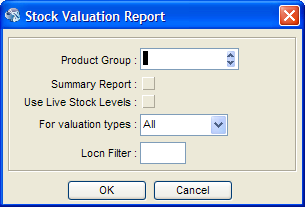 Stock Valuation Report
Product Group :
Summary Report :
Use Live Stock Levels :
For valuation types : All
Locn Filter :
OK Cancel